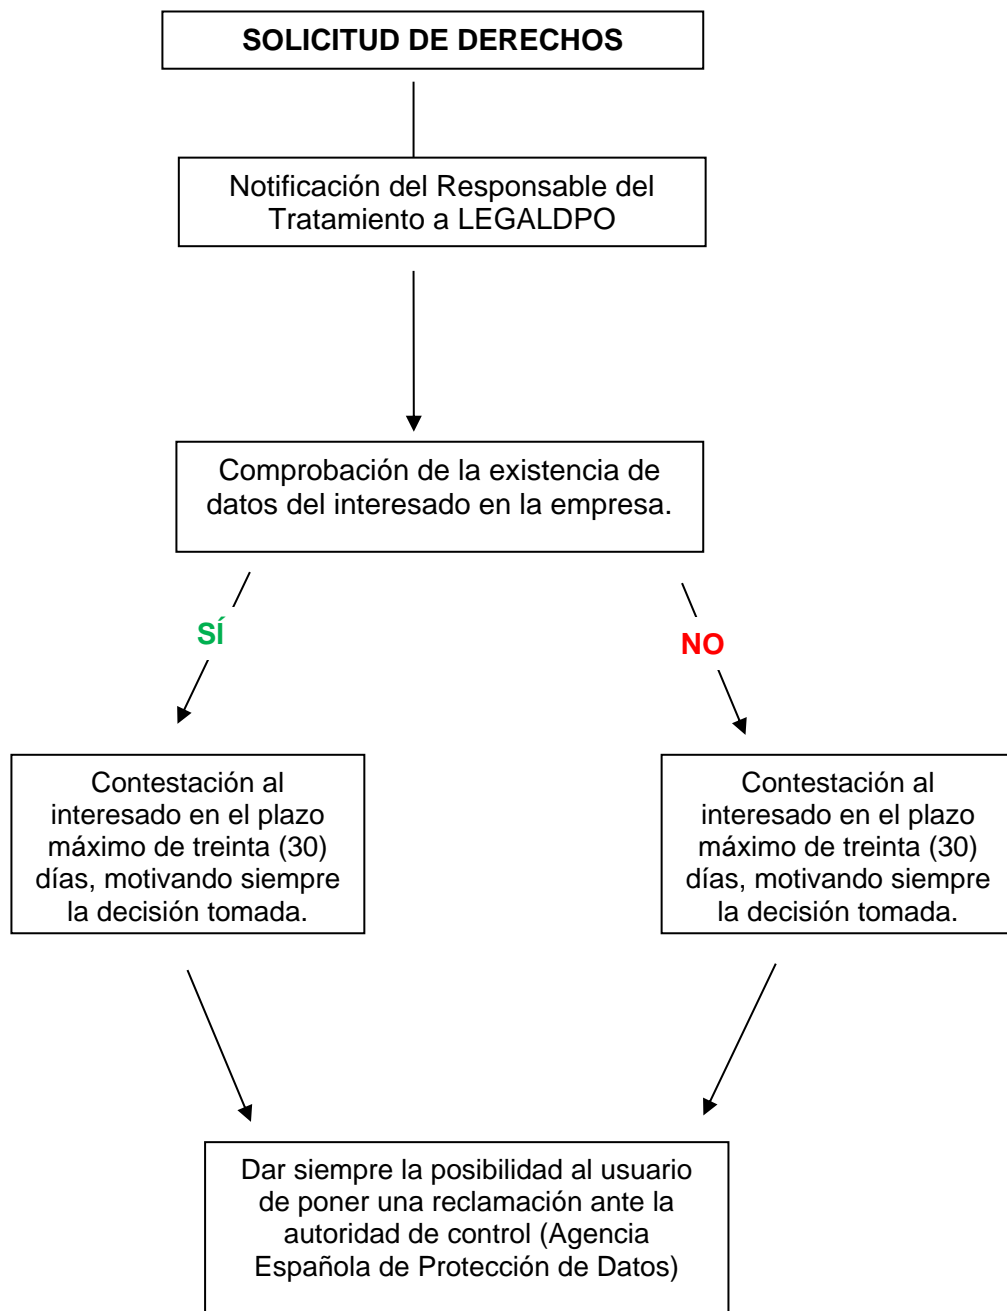 SOLICITUD DE DERECHOS
Notificación del Responsable del
Tratamiento a LEGALDPO
Comprobación de la existencia de
datos del interesado en la empresa.
SÍ
NO
Contestación al
interesado en el plazo
máximo de treinta (30)
días, motivando siempre
la decisión tomada.
Contestación al
interesado en el plazo
máximo de treinta (30)
días, motivando siempre
la decisión tomada.
Dar siempre la posibilidad al usuario
de poner una reclamación ante la
autoridad de control (Agencia
Española de Protección de Datos)